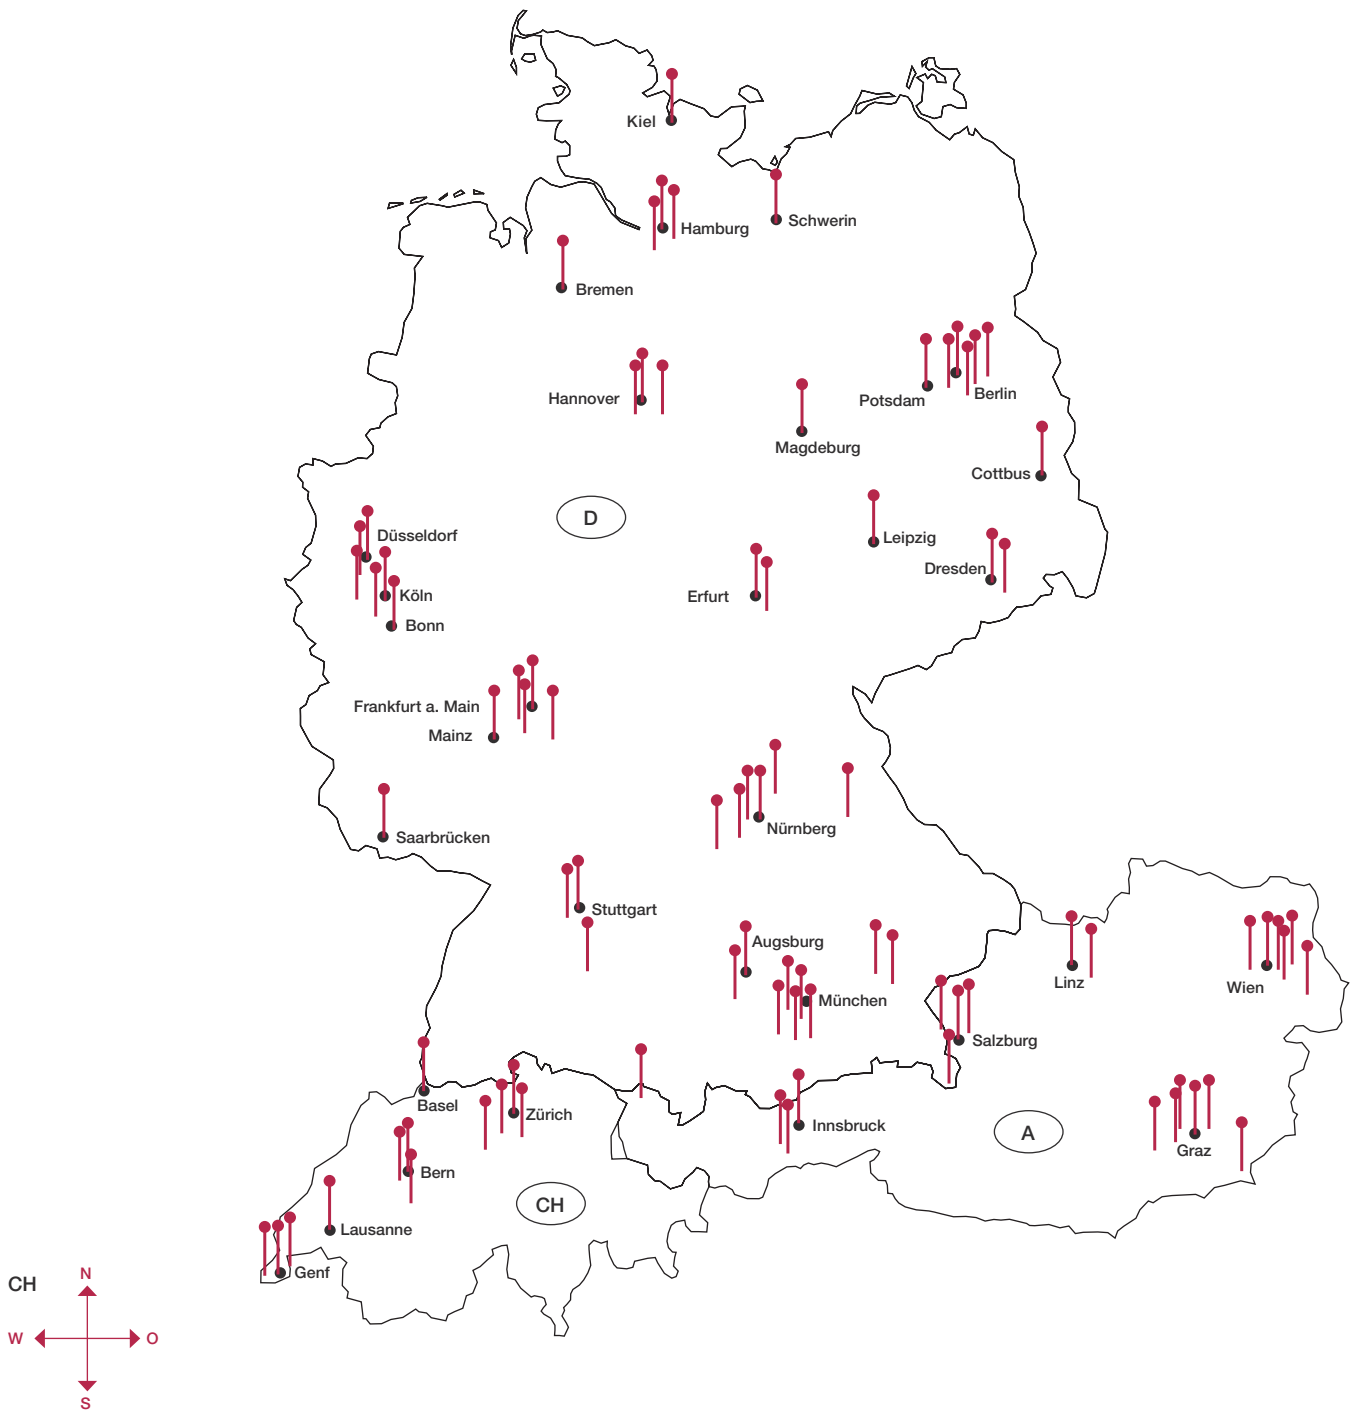 Kiel
Schwerin
Hamburg
Bremen
Hannover
Potsdam
Berlin
Magdeburg
Cottbus
D
Düsseldorf
Leipzig
Dresden
Köln
Erfurt
Bonn
Frankfurt a. Main
Mainz
Nürnberg
Saarbrücken
Stuttgart
Augsburg
München
Linz
Wien
Salzburg
Basel
Zürich
Innsbruck
A
Graz
Bern
CH
Lausanne
Genf
CH
N
W
O
S